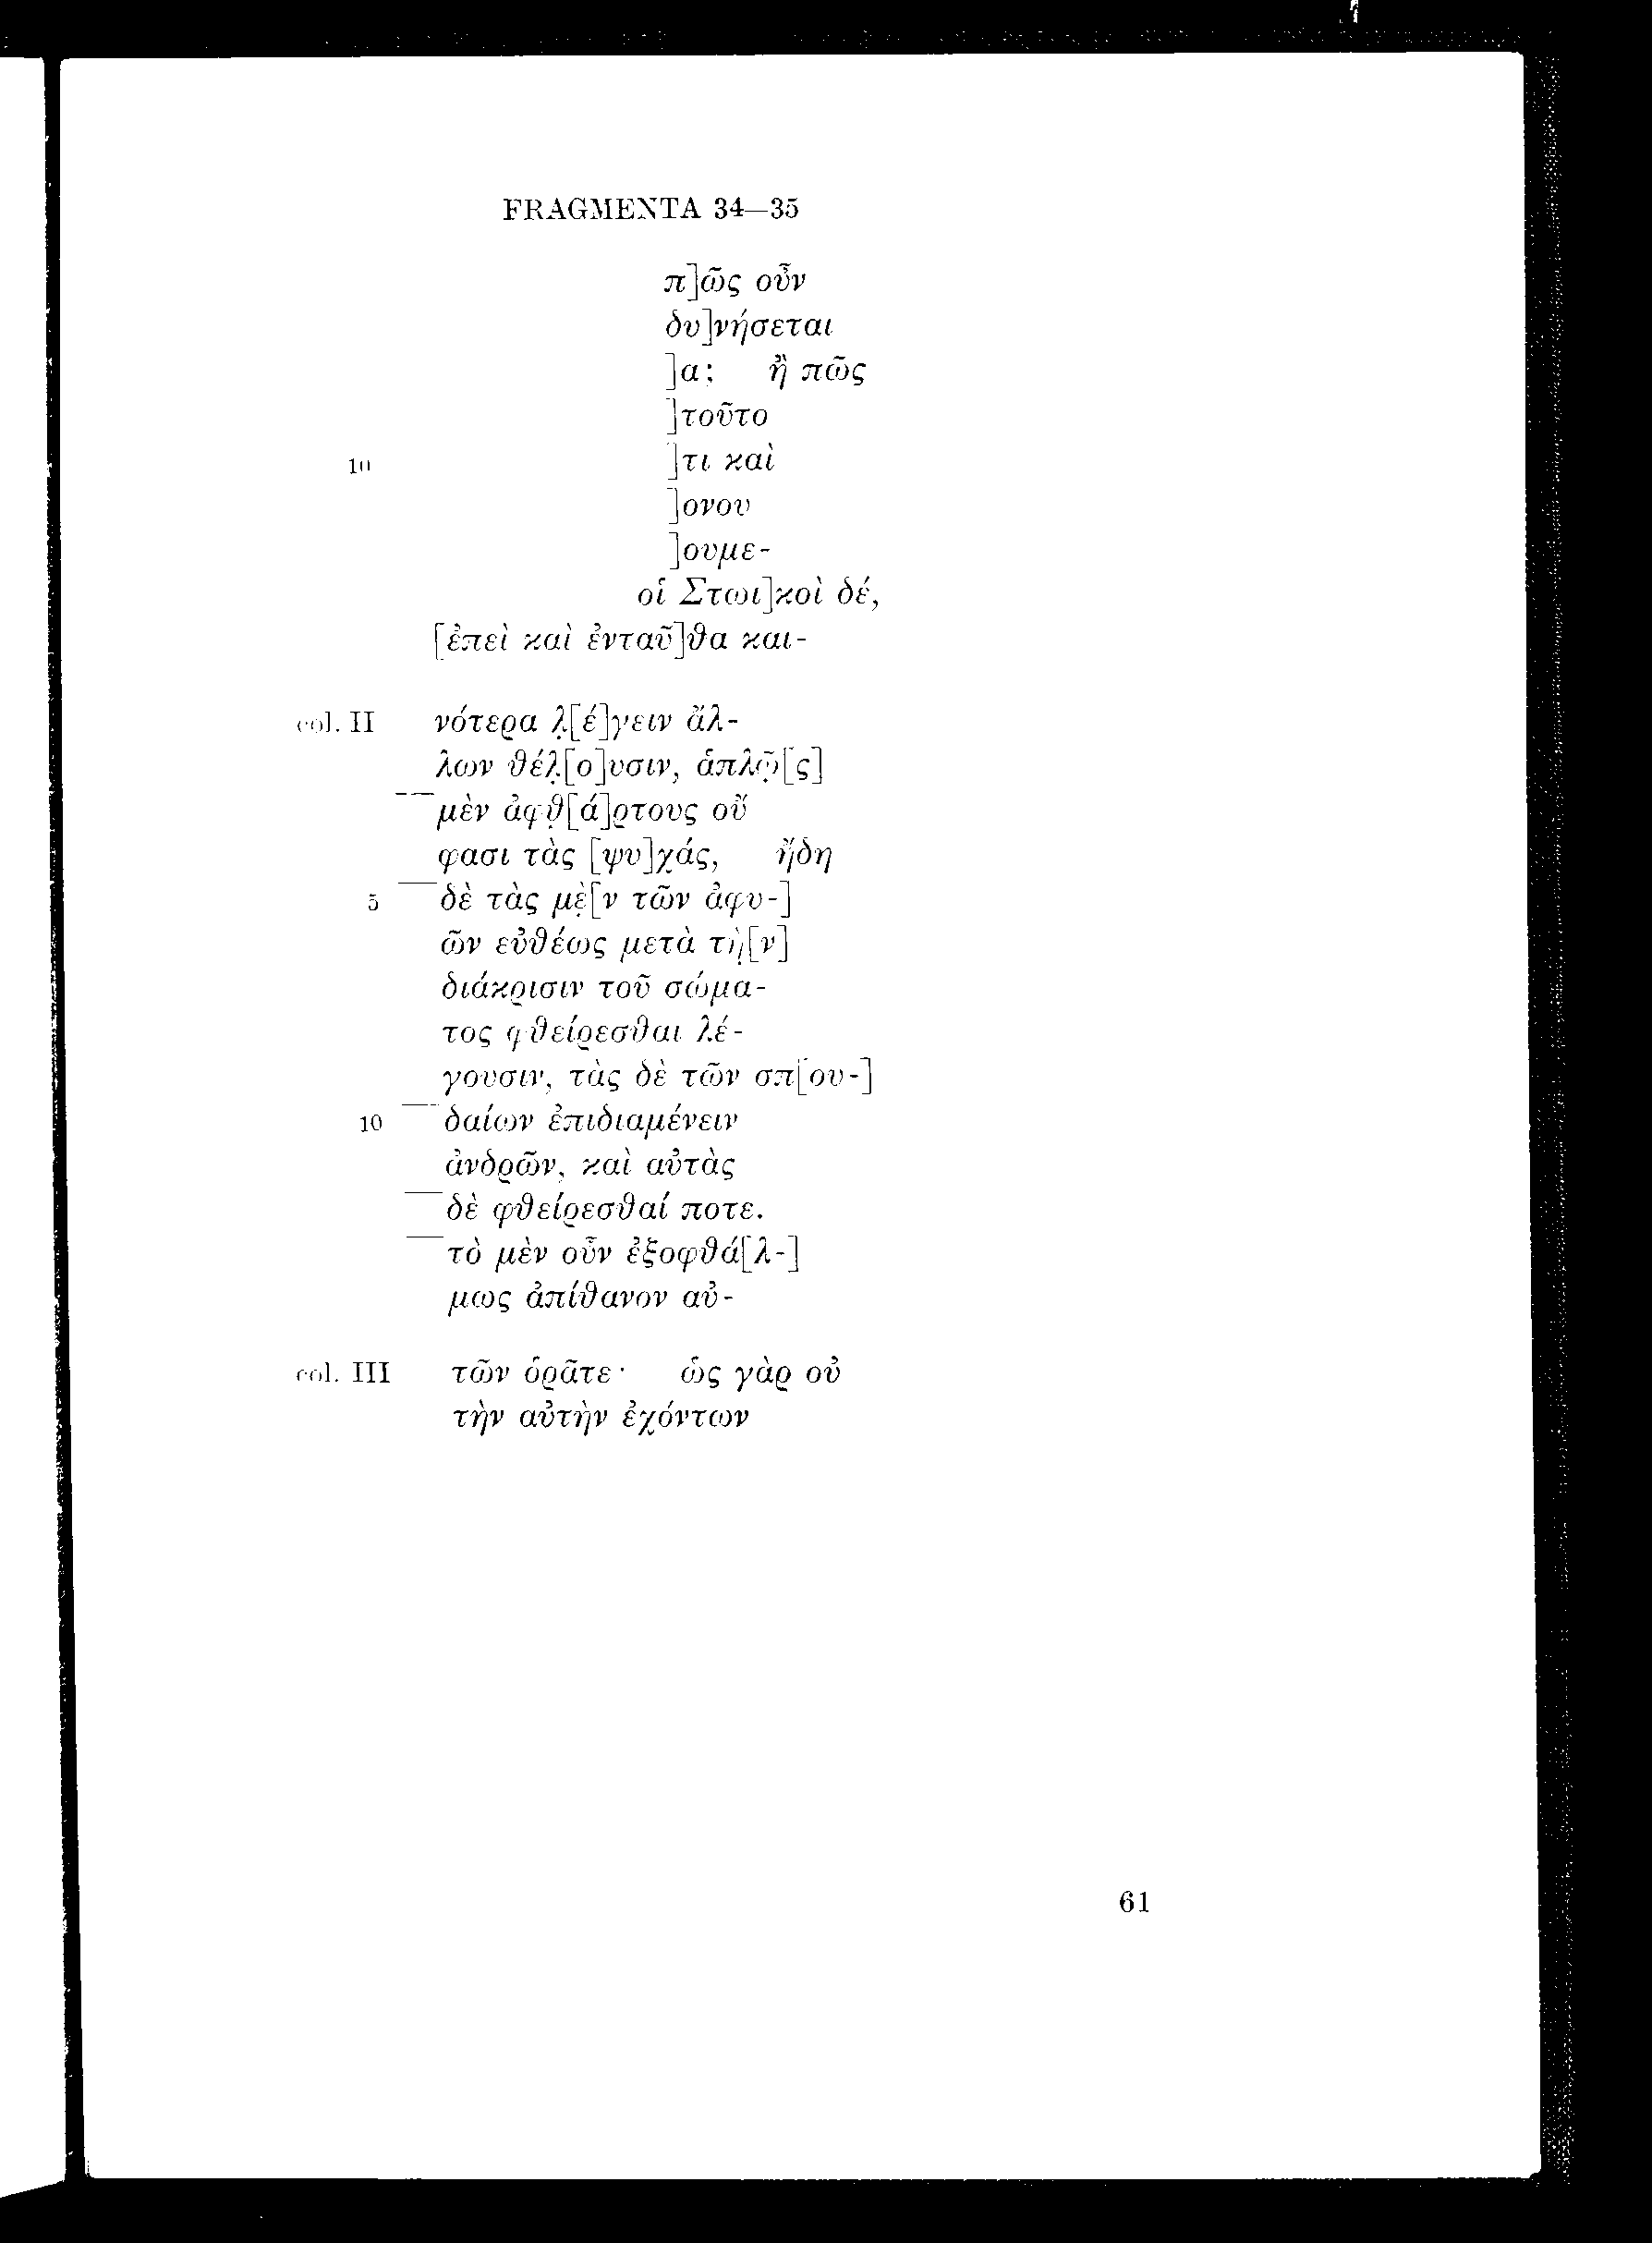 FRAGMENTA 34—35
π]ῶς οὖν
δυ]νήσεται
]α; ἢ πῶς
]τοῦτο
10 ]τι καὶ
]ονου
]ουμε-
οἱ Στωι]κοὶ δέ,
[ἐπεὶ καὶ ἐνταῦ]θα και-
col. II νότερα λ̣[έ]γειν ἄλ-
λων θέλ̣[ο]υσιν, ἁπλῶ̣[ς]
μὲν ἀφθ̣[ά]ρτους οὔ
φασι τὰς [ψυ]χάς, ἤδη
5 δὲ τὰς μὲ̣[ν τῶν ἀφυ-]
ῶν εὐθέως μετὰ τὴ̣[ν]
διάκρισιν τοῦ σώμα-
τος φθείρεσθαι λέ-
γουσιν, τὰς δὲ τῶν σπ[ου-]
10 δαίων ἐπιδιαμένειν
ἀνδρῶν, καὶ αὐτὰς
δὲ φθείρεσθαί ποτε.
τὸ μὲν οὖν ἐξοφθά[λ-]
μως ἀπίθανον αὐ-
col. III τῶν ὁρᾶτε· ὡς γὰρ οὐ
τὴν αὐτὴν ἐχόντων
61